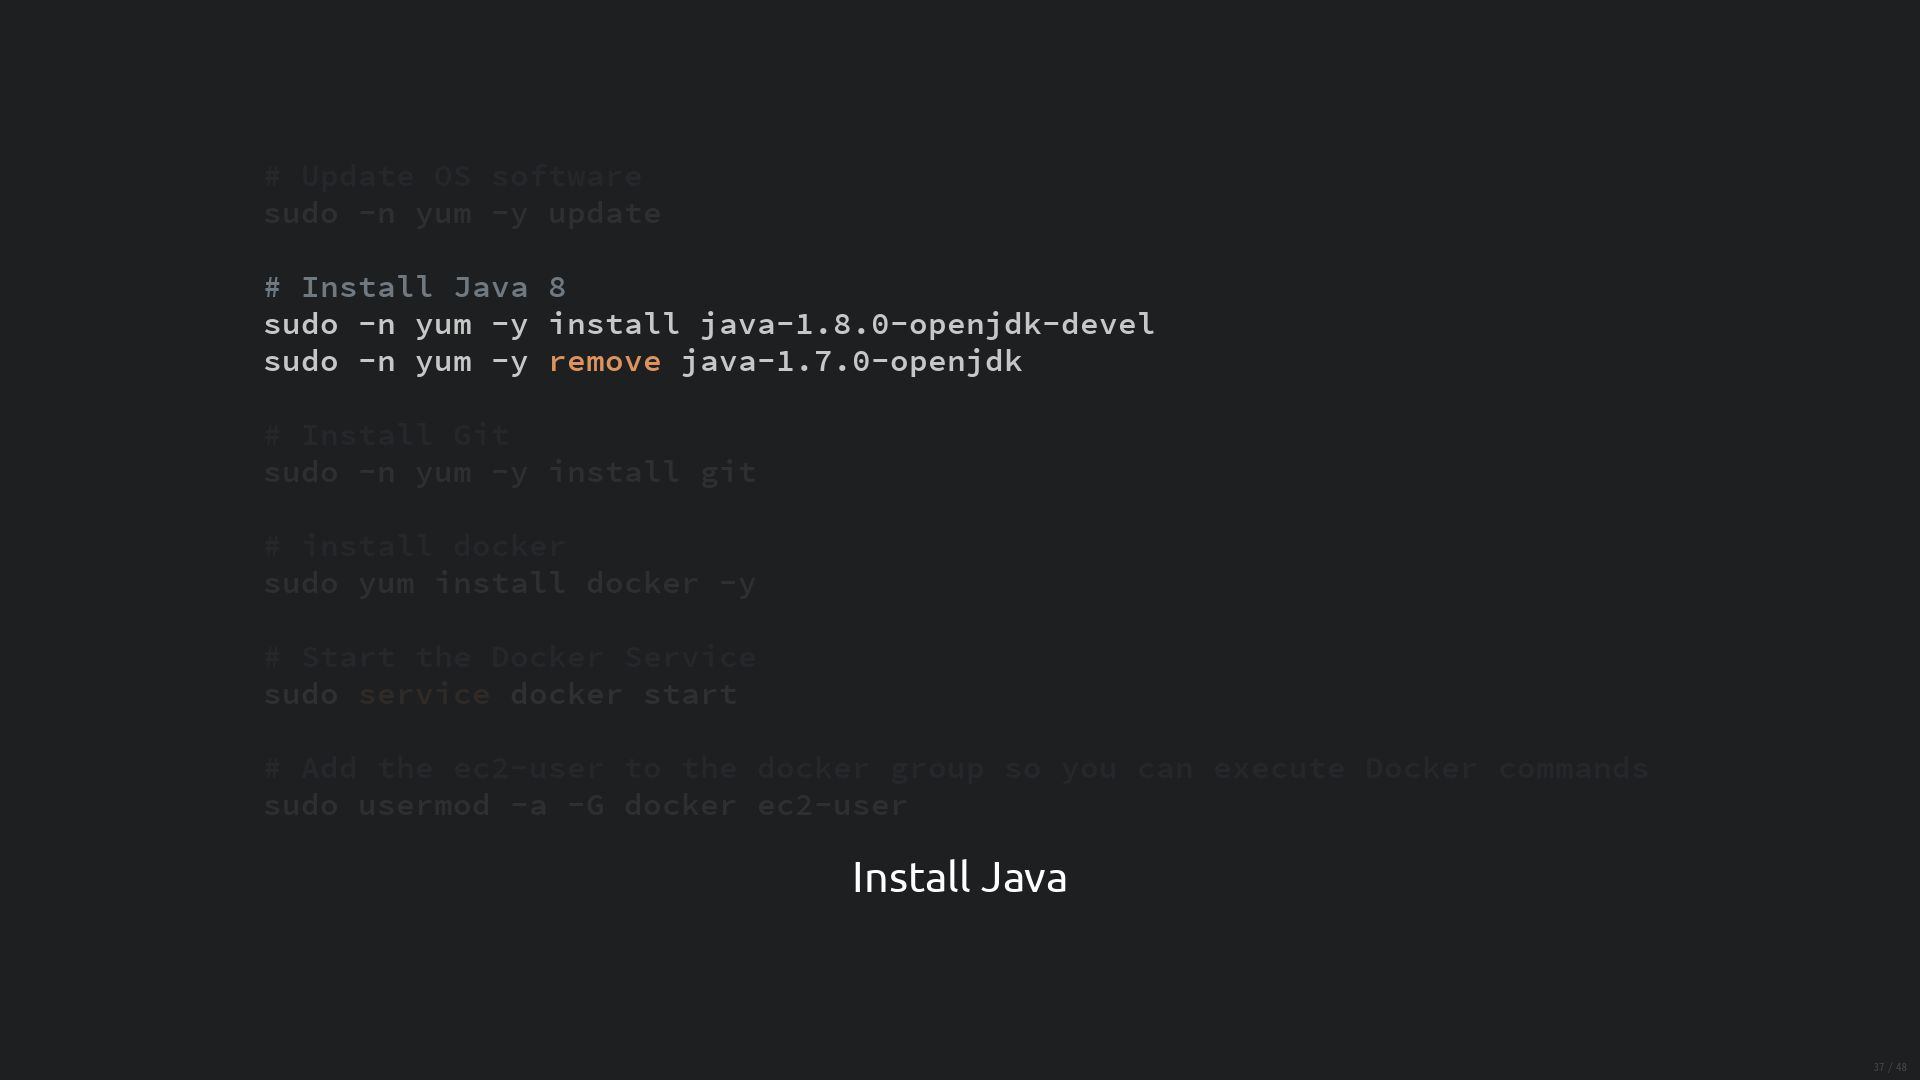 # Update OS software
sudo -n yum -y update
# Install Java 8
sudo -n yum -y install java-1.8.0-openjdk-devel
sudo -n yum -y remove java-1.7.0-openjdk
# Install Git
sudo -n yum -y install git
# install docker
sudo yum install docker -y
# Start the Docker Service
sudo service docker start
# Add the ec2-user to the docker group so you can execute Docker commands
sudo usermod -a -G docker ec2-user
Install Java
37 / 48